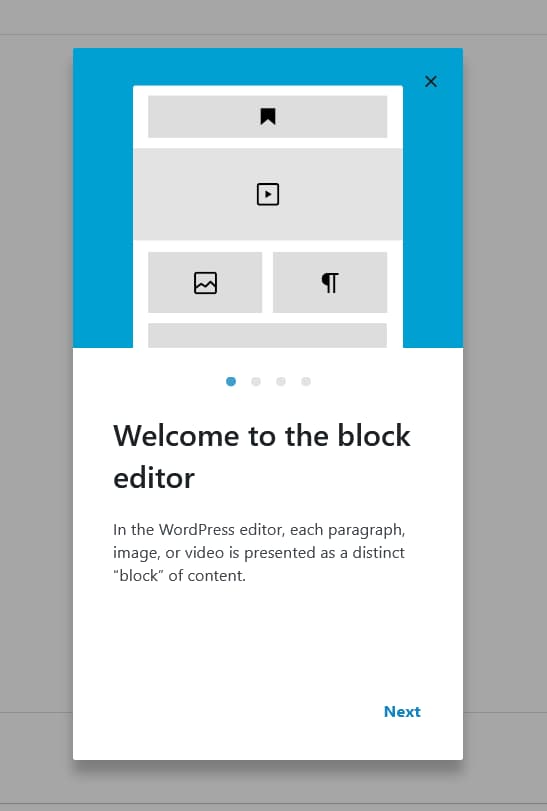 Welcome to the block
editor
In the WordPress editor, each paragraph,
image, or video is presented as a distinct
“block” of content.
Next